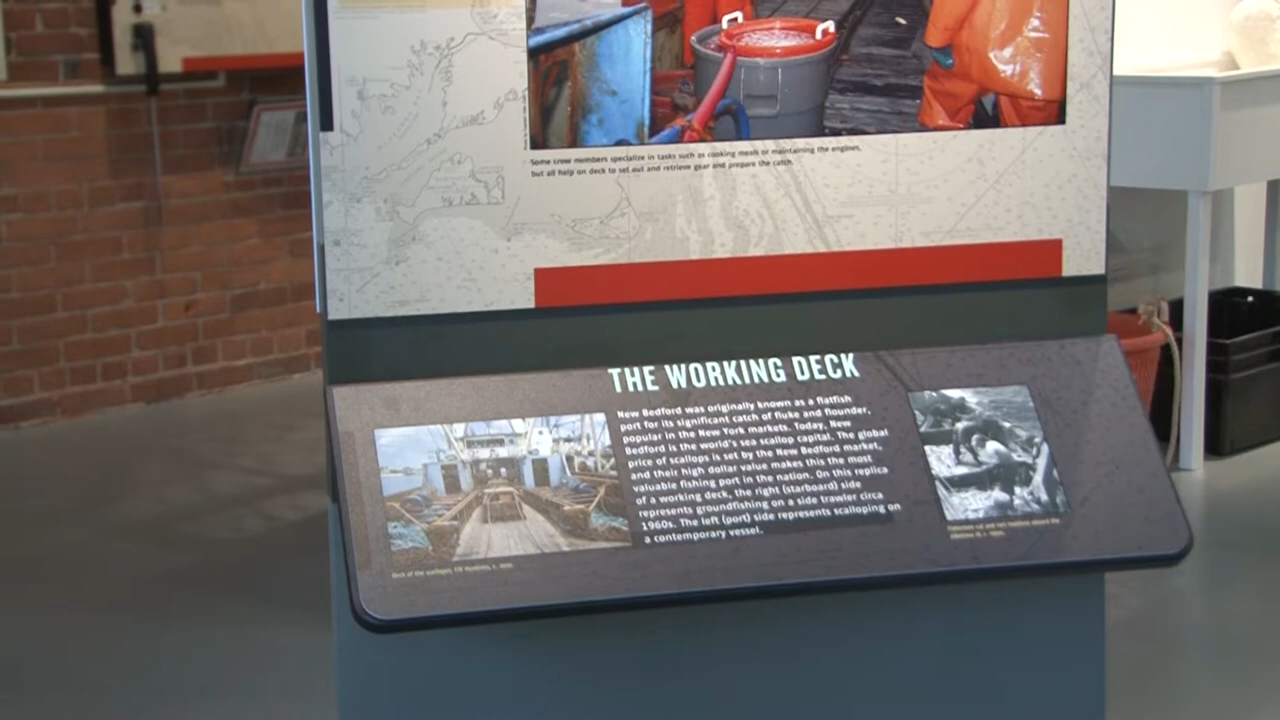 Some crew members specialize in tasks such as cooking meals or maintaining the engines,
but all help on deck to set out and retrieve gear and prepare the catch.
THE WORKING DECK
New Bedford was originally known as a flatfish
port for its significant catch of fluke and flounder,
popular in the New York markets. Today, New
Bedford is the world's sea scallop capital. The global
price of scallops is set by the New Bedford market,
and their high dollar value makes this the most
valuable fishing port in the nation. On this replica
of a working deck, the right (starboard) side
represents groundfishing on a side trawler circa
1960s. The left (port) side represents scalloping on
a contemporary vessel.
Deck of the